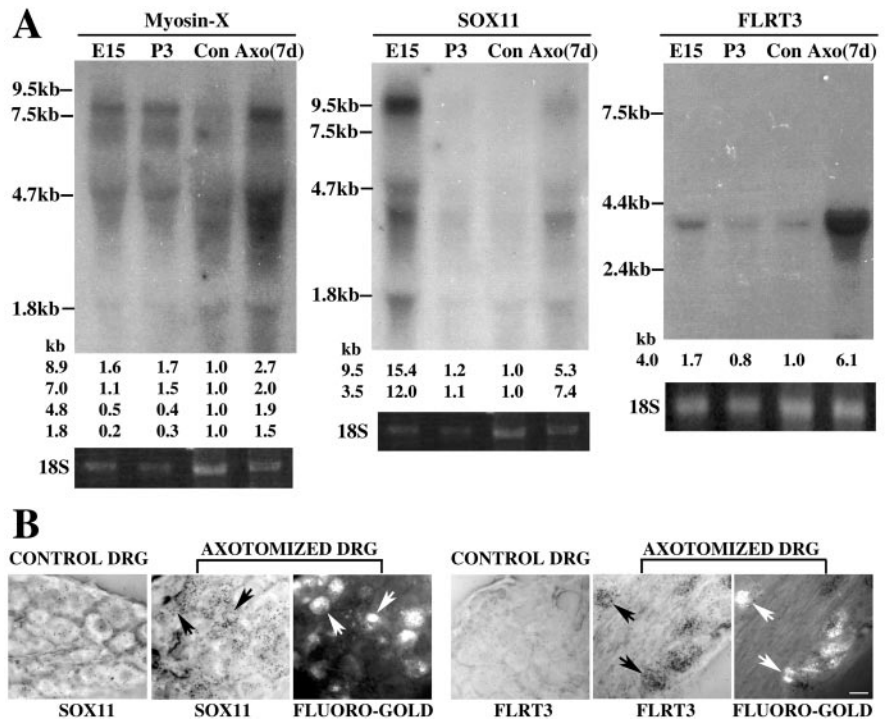 A
Myosin-X SOX11 FLRT3
E15 P3 Con Axo(7d) E15 P3 Con Axo(7d) E15 P3 Con Axo(7d)
9.5kb
7.5kb
4.7kb
1.8kb
9.5kb
7.5kb
4.7kb
1.8kb
7.5kb
4.4kb
2.4kb
kb
8.9 1.6 1.7 1.0 2.7
7.0 1.1 1.5 1.0 2.0
4.8 0.5 0.4 1.0 1.9
1.8 0.2 0.3 1.0 1.5
18S
kb
9.5 15.4 1.2 1.0 5.3
3.5 12.0 1.1 1.0 7.4
18S
kb
4.0 1.7 0.8 1.0 6.1
18S
B
CONTROL DRG AXOTOMIZED DRG CONTROL DRG AXOTOMIZED DRG
SOX11 SOX11 FLUORO-GOLD FLRT3 FLRT3 FLUORO-GOLD